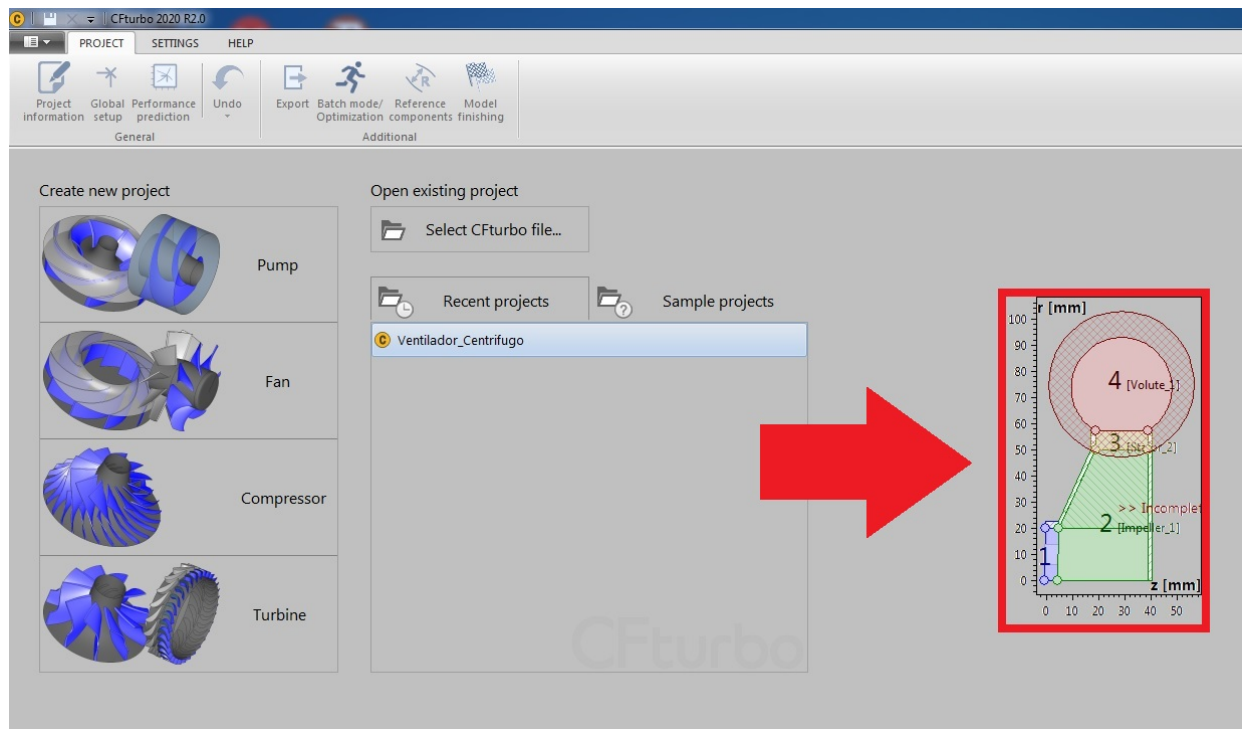 CFturbo 2020 R2.0
PROJECT SETTINGS HELP
Project information
Global setup
Performance prediction
Undo
General
Export
Batch mode/ Optimization
Reference components
Model finishing
Additional
Create new project
Pump
Fan
Compressor
Turbine
Open existing project
Select CFturbo file...
Recent projects
Sample projects
Ventilador_Centrifugo
CFturbo
r [mm]
100
90
80
70
60
50
40
30
20
10
0
4 [Volute_1]
3
2 [Impeller_1]
>> Incomplet
1
z [mm]
0 10 20 30 40 50